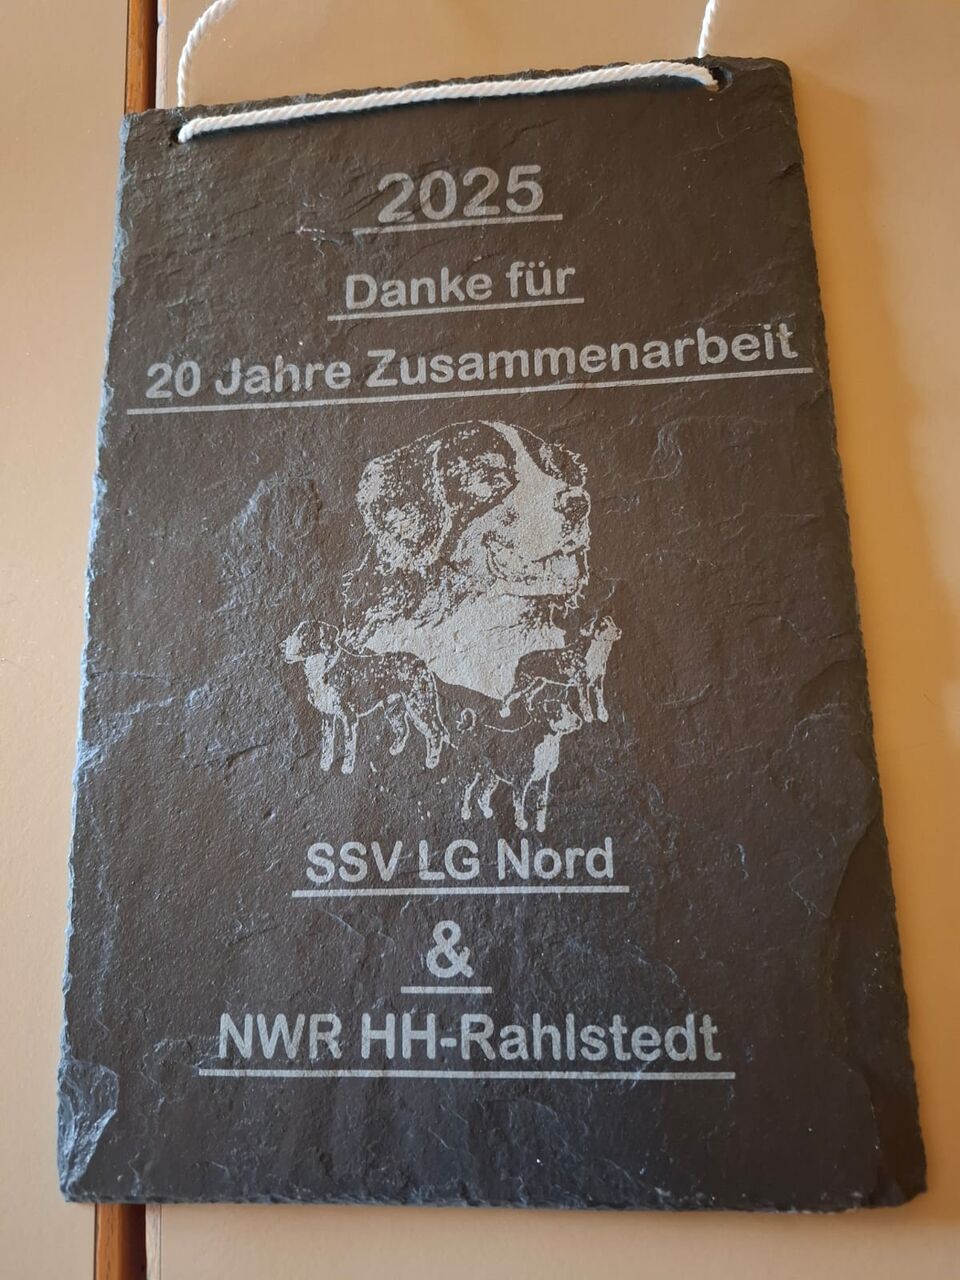 2025
Danke für
20 Jahre Zusammenarbeit
SSV LG Nord
&
NWR HH-Rahlstedt